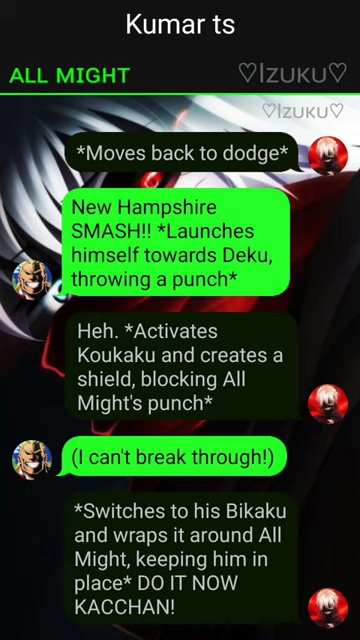 Kumar ts
ALL MIGHT ♡Izuku♡
♡Izuku♡
*Moves back to dodge*
New Hampshire
SMASH!! *Launches
himself towards Deku,
throwing a punch*
Heh. *Activates
Koukaku and creates a
shield, blocking All
Might's punch*
(I can't break through!)
*Switches to his Bikaku
and wraps it around All
Might, keeping him in
place* DO IT NOW
KACCHAN!